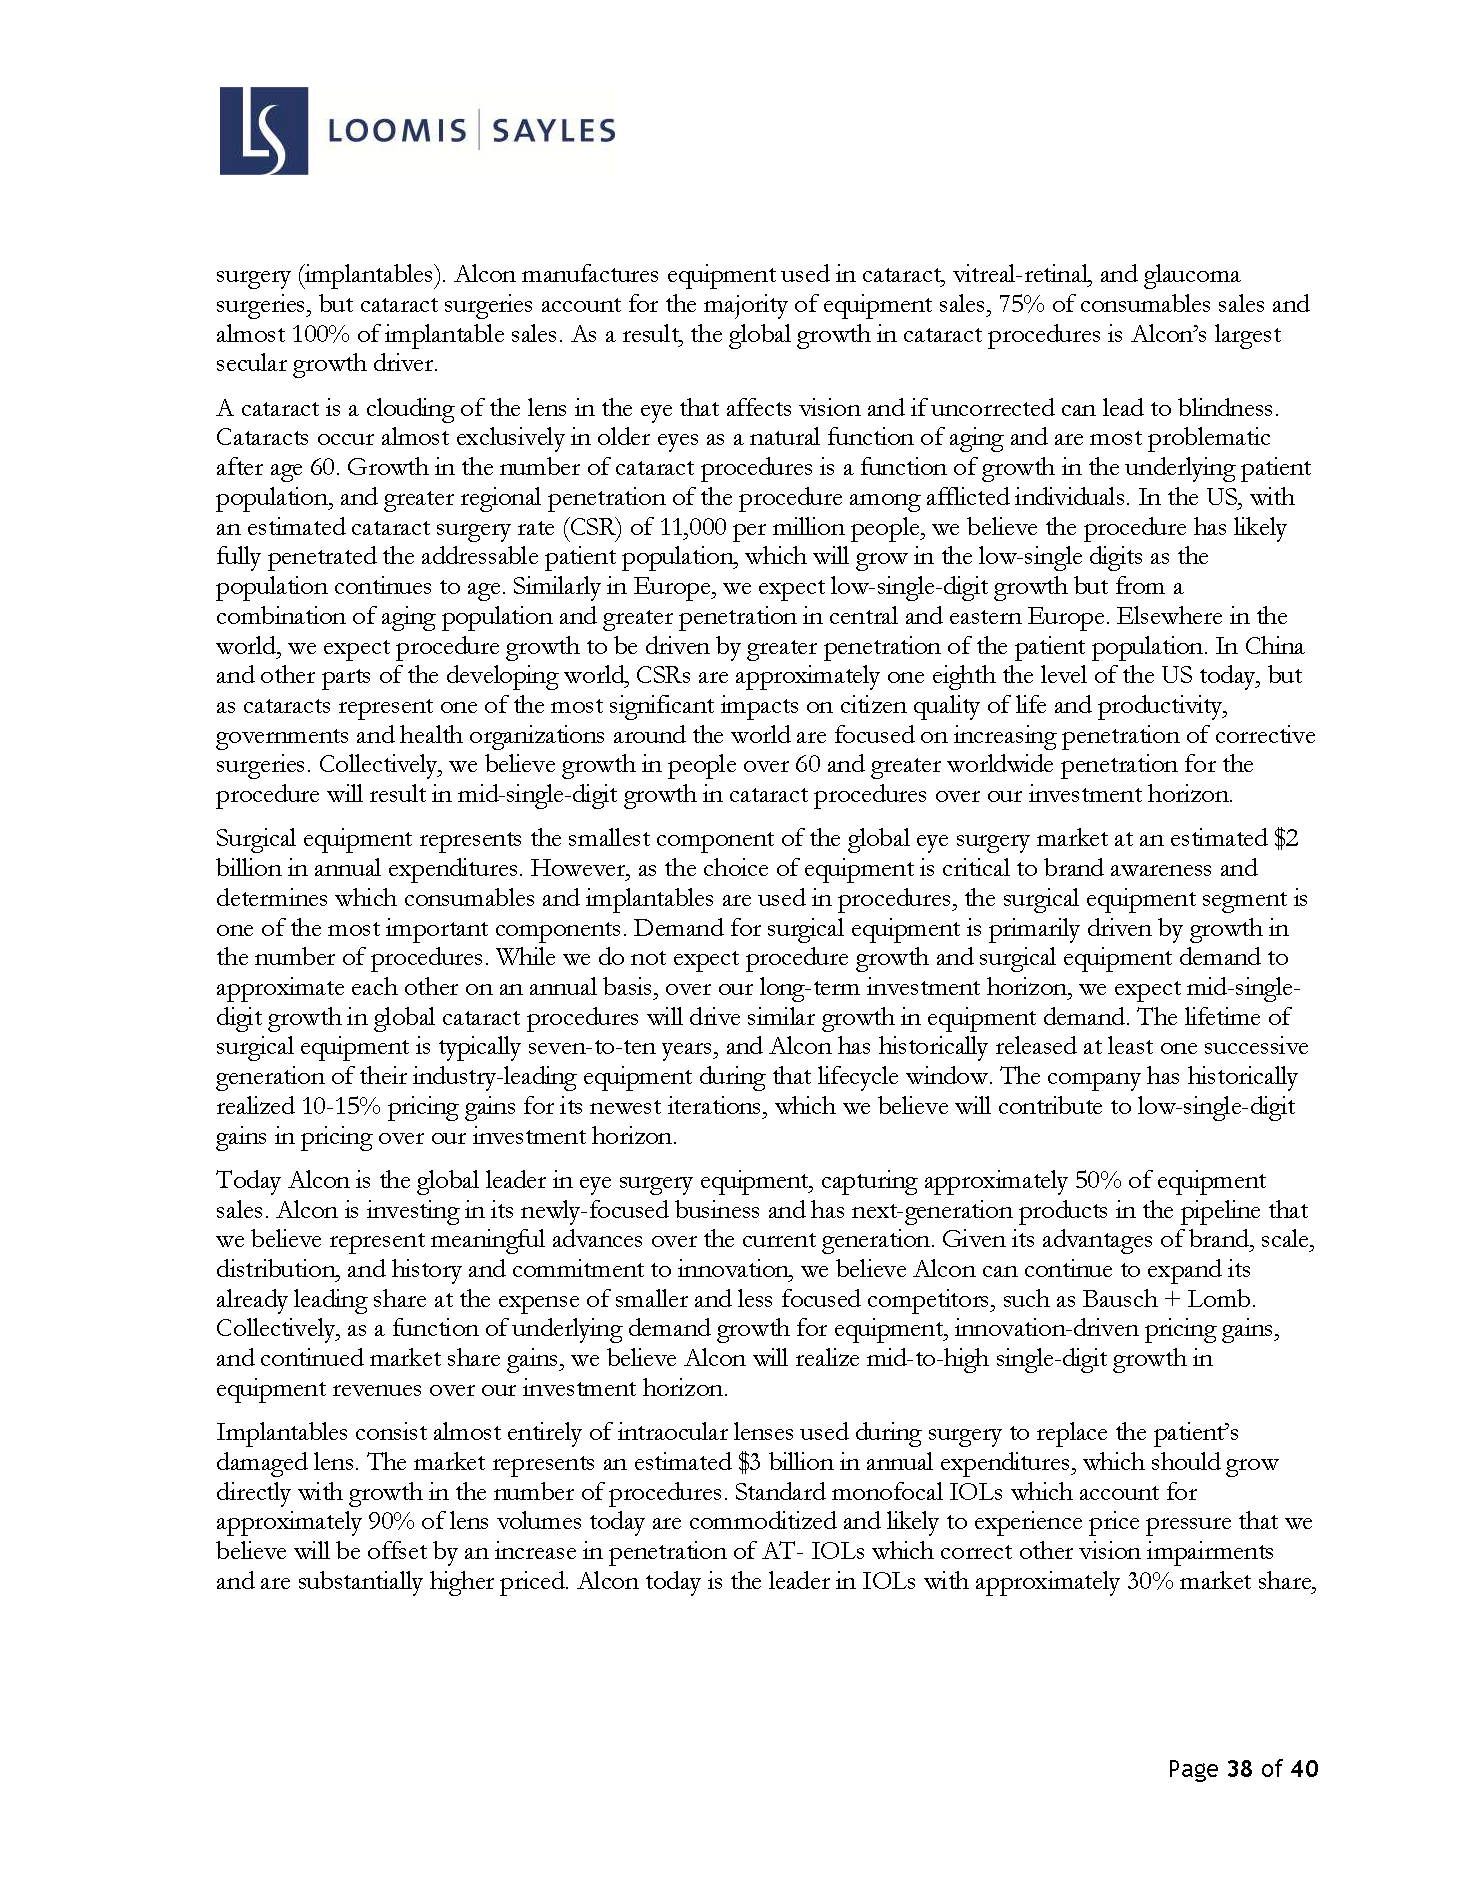 LS LOOMIS | SAYLES
surgery (implantables). Alcon manufactures equipment used in cataract, vitreal-retinal, and glaucoma
surgeries, but cataract surgeries account for the majority of equipment sales, 75% of consumables sales and
almost 100% of implantable sales. As a result, the global growth in cataract procedures is Alcon’s largest
secular growth driver.
A cataract is a clouding of the lens in the eye that affects vision and if uncorrected can lead to blindness.
Cataracts occur almost exclusively in older eyes as a natural function of aging and are most problematic
after age 60. Growth in the number of cataract procedures is a function of growth in the underlying patient
population, and greater regional penetration of the procedure among afflicted individuals. In the US, with
an estimated cataract surgery rate (CSR) of 11,000 per million people, we believe the procedure has likely
fully penetrated the addressable patient population, which will grow in the low-single digits as the
population continues to age. Similarly in Europe, we expect low-single-digit growth but from a
combination of aging population and greater penetration in central and eastern Europe. Elsewhere in the
world, we expect procedure growth to be driven by greater penetration of the patient population. In China
and other parts of the developing world, CSRs are approximately one eighth the level of the US today, but
as cataracts represent one of the most significant impacts on citizen quality of life and productivity,
governments and health organizations around the world are focused on increasing penetration of corrective
surgeries. Collectively, we believe growth in people over 60 and greater worldwide penetration for the
procedure will result in mid-single-digit growth in cataract procedures over our investment horizon.
Surgical equipment represents the smallest component of the global eye surgery market at an estimated $2
billion in annual expenditures. However, as the choice of equipment is critical to brand awareness and
determines which consumables and implantables are used in procedures, the surgical equipment segment is
one of the most important components. Demand for surgical equipment is primarily driven by growth in
the number of procedures. While we do not expect procedure growth and surgical equipment demand to
approximate each other on an annual basis, over our long-term investment horizon, we expect mid-single-
digit growth in global cataract procedures will drive similar growth in equipment demand. The lifetime of
surgical equipment is typically seven-to-ten years, and Alcon has historically released at least one successive
generation of their industry-leading equipment during that lifecycle window. The company has historically
realized 10-15% pricing gains for its newest iterations, which we believe will contribute to low-single-digit
gains in pricing over our investment horizon.
Today Alcon is the global leader in eye surgery equipment, capturing approximately 50% of equipment
sales. Alcon is investing in its newly-focused business and has next-generation products in the pipeline that
we believe represent meaningful advances over the current generation. Given its advantages of brand, scale,
distribution, and history and commitment to innovation, we believe Alcon can continue to expand its
already leading share at the expense of smaller and less focused competitors, such as Bausch + Lomb.
Collectively, as a function of underlying demand growth for equipment, innovation-driven pricing gains,
and continued market share gains, we believe Alcon will realize mid-to-high single-digit growth in
equipment revenues over our investment horizon.
Implantables consist almost entirely of intraocular lenses used during surgery to replace the patient’s
damaged lens. The market represents an estimated $3 billion in annual expenditures, which should grow
directly with growth in the number of procedures. Standard monofocal IOLs which account for
approximately 90% of lens volumes today are commoditized and likely to experience price pressure that we
believe will be offset by an increase in penetration of AT- IOLs which correct other vision impairments
and are substantially higher priced. Alcon today is the leader in IOLs with approximately 30% market share,
Page 38 of 40